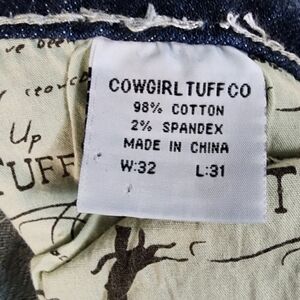 COWGIRL TUFF CO
98% COTTON
2% SPANDEX
MADE IN CHINA
W:32 L:31
Up
TUFF
T